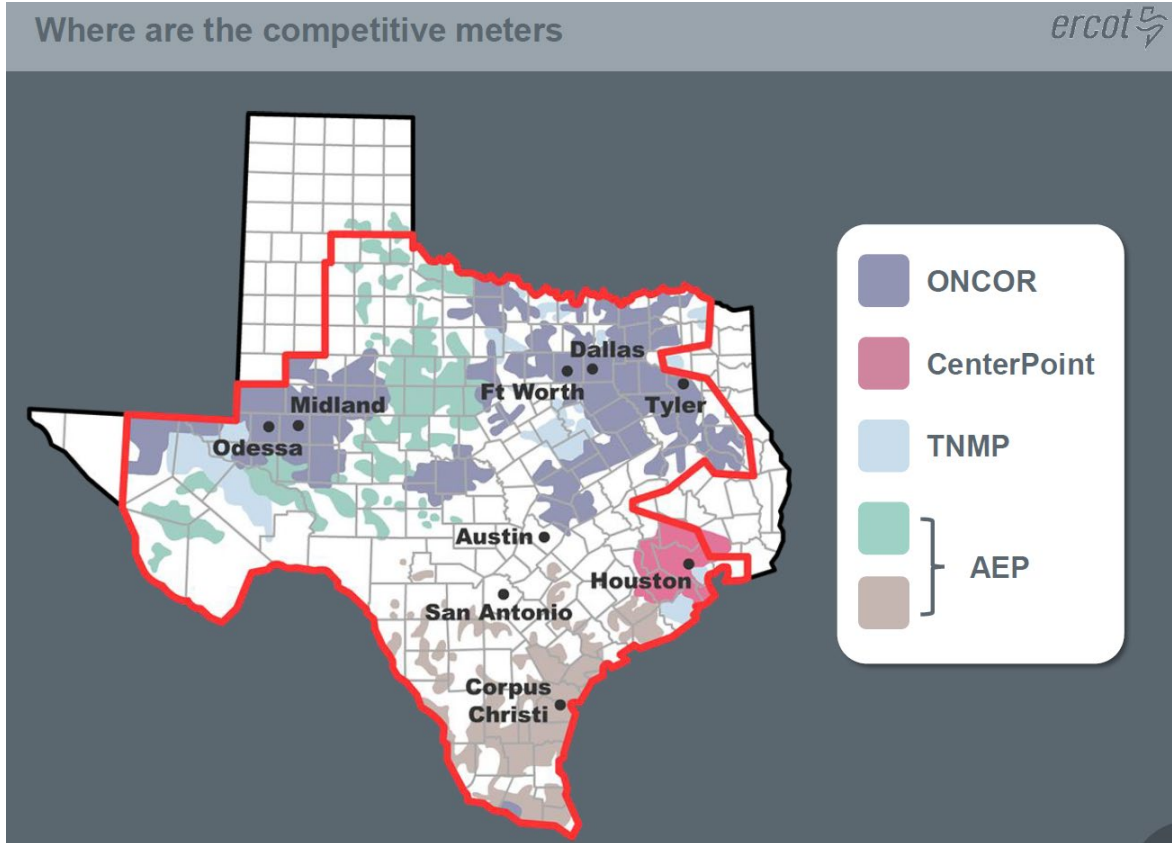 Where are the competitive meters
ercot
Dallas
Ft Worth
Tyler
Midland
Odessa
Austin
Houston
San Antonio
Corpus
Christi
ONCOR
CenterPoint
TNMP
AEP